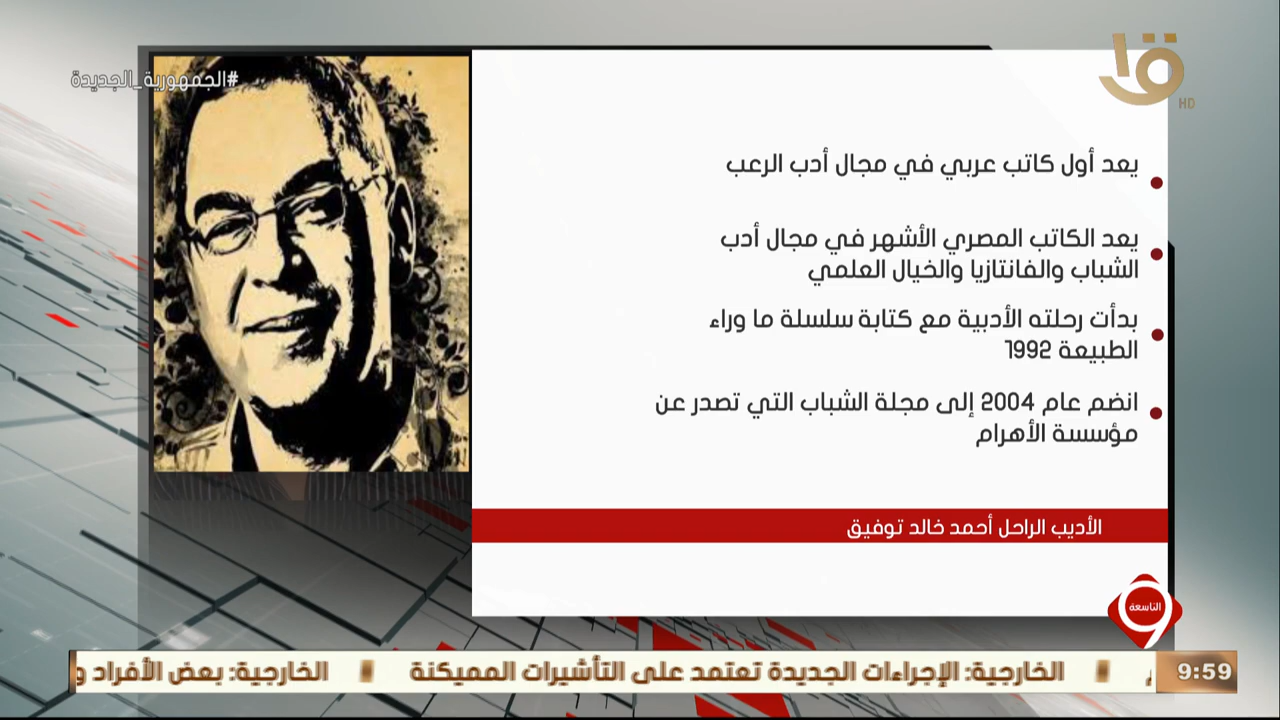 #الجمهورية_الجديدة
HD
يعد أول كاتب عربي في مجال أدب الرعب
يعد الكاتب المصري الأشهر في مجال أدب
الشباب والفانتازيا والخيال العلمي
بدأت رحلته الأدبية مع كتابة سلسلة ما وراء
الطبيعة 1992
انضم عام 2004 إلى مجلة الشباب التي تصدر عن
مؤسسة الأهرام
الأديب الراحل أحمد خالد توفيق
التاسعة
9
9:59
الخارجية: الإجراءات الجديدة تعتمد على التأشيرات المميكنة
الخارجية: بعض الأفراد و